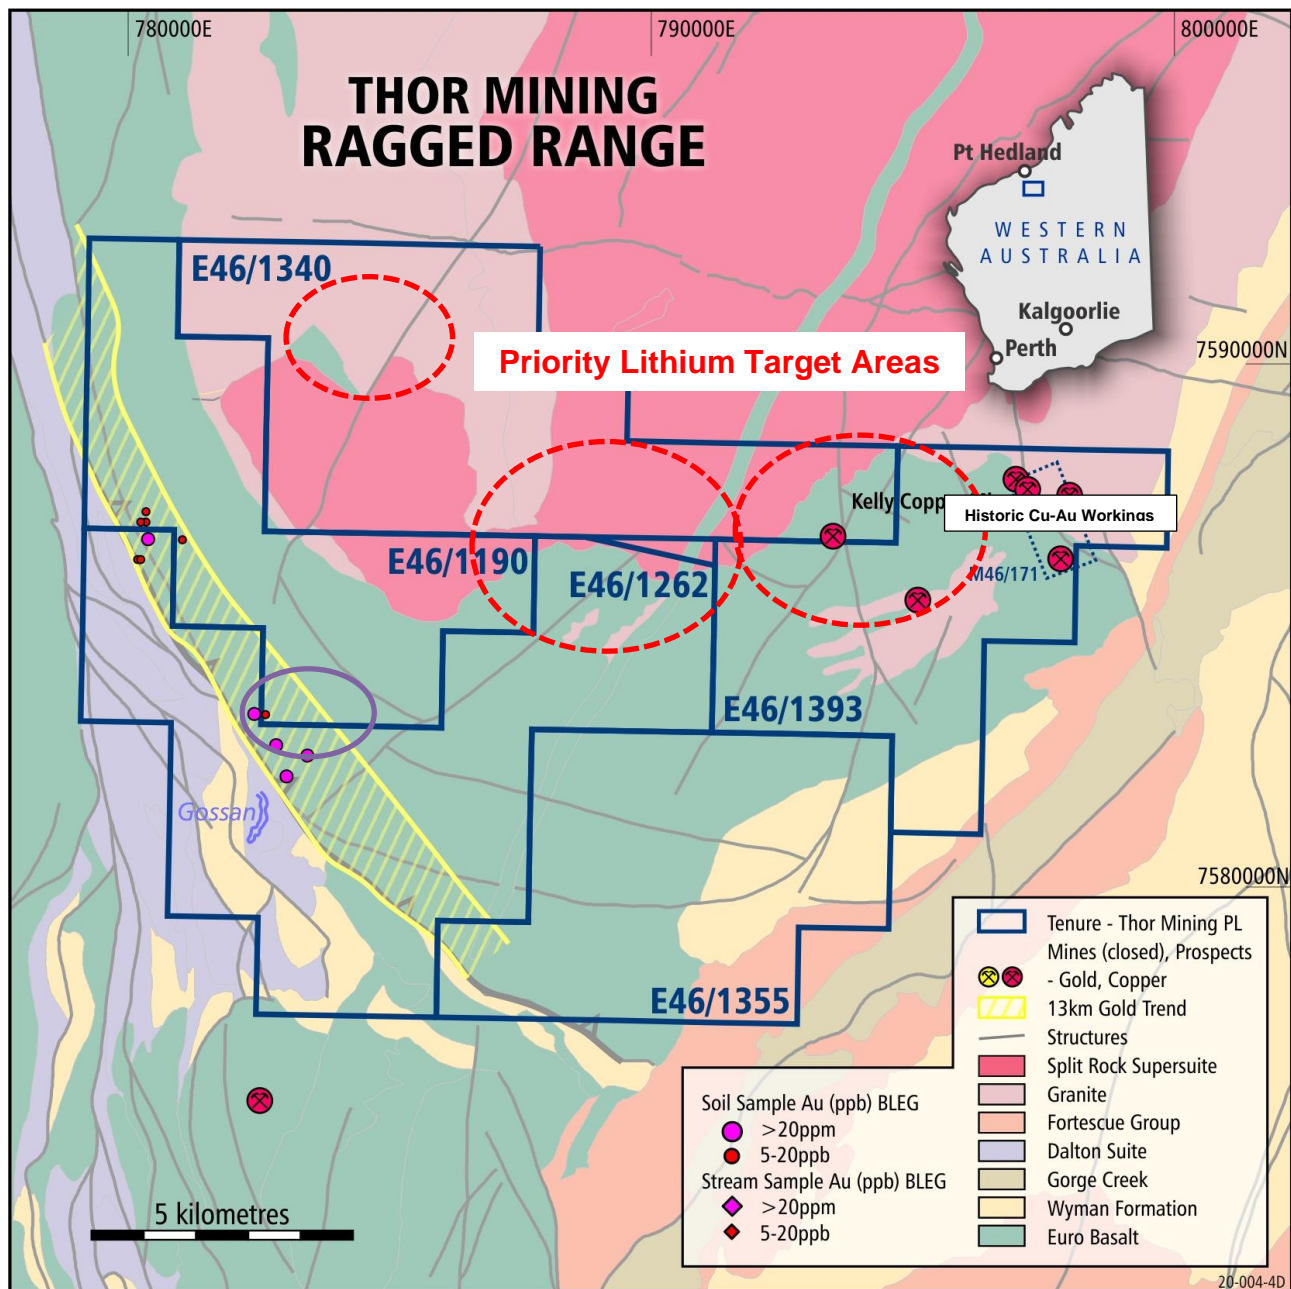 780000E
790000E
800000E
THOR MINING
RAGGED RANGE
Pt Hedland
WESTERN
AUSTRALIA
Kalgoorlie
Perth
7590000N
E46/1340
Priority Lithium Target Areas
Kelly
Historic Cu-Au Workings
M46/171
E46/1190
E46/1262
E46/1393
Gossan
7580000N
E46/1355
5 kilometres
Soil Sample Au (ppb) BLEG
>20ppm
5-20ppb
Stream Sample Au (ppb) BLEG
>20ppm
5-20ppb
Tenure - Thor Mining PL
Mines (closed), Prospects
- Gold, Copper
13km Gold Trend
Structures
Split Rock Supersuite
Granite
Fortescue Group
Dalton Suite
Gorge Creek
Wyman Formation
Euro Basalt
20-004-4D